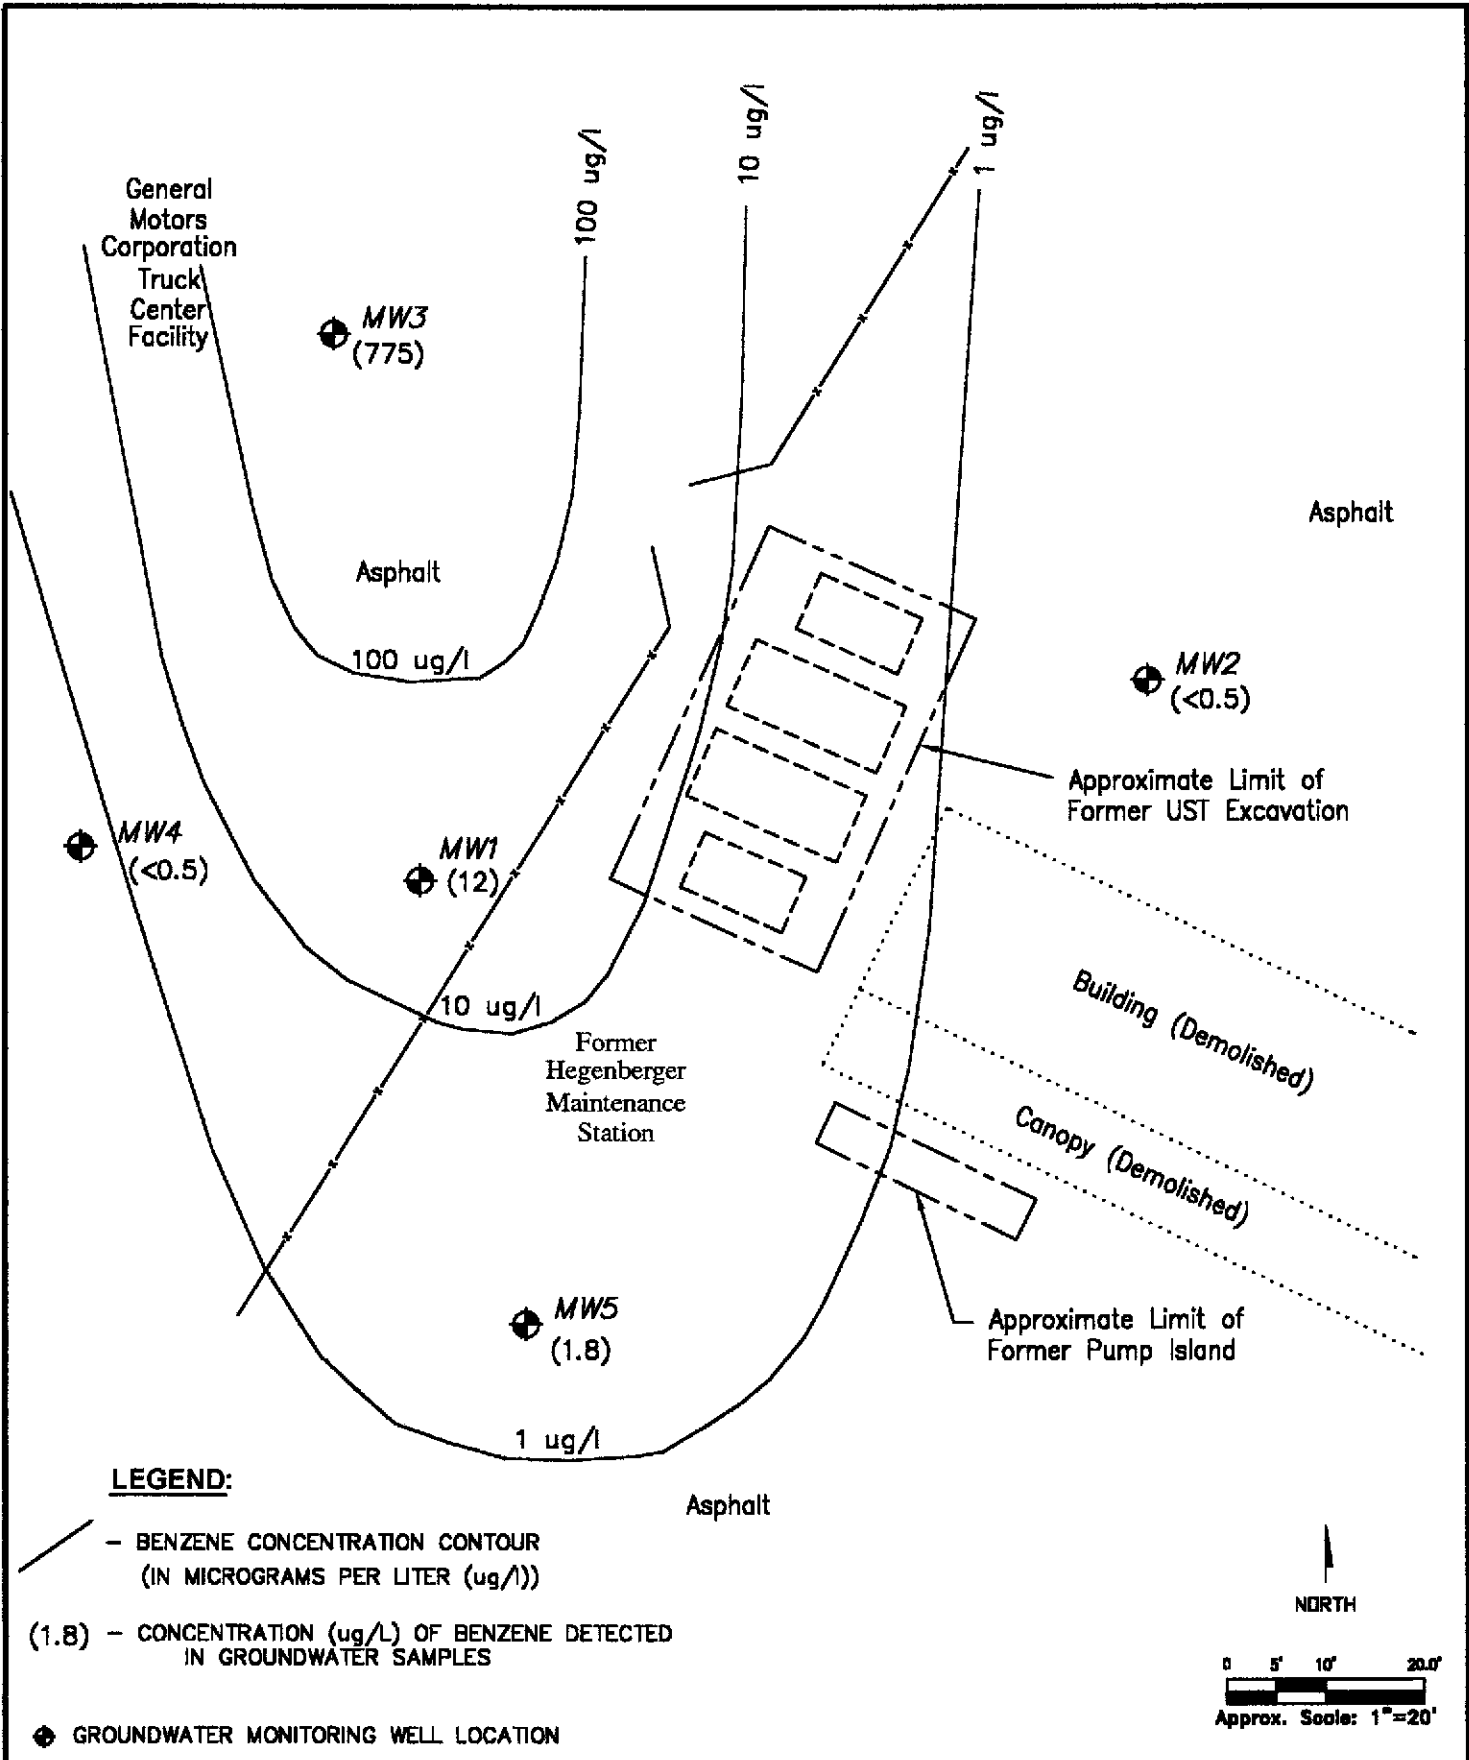 100 ug/l
10 ug/l
1 ug/l
General
Motors
Corporation
Truck
Center
Facility
MW3
(775)
Asphalt
Asphalt
100 ug/l
MW2
(<0.5)
Approximate Limit of
Former UST Excavation
MW4
(<0.5)
MW1
(12)
10 ug/l
Former
Hegenberger
Maintenance
Station
Building (Demolished)
Canopy (Demolished)
MW5
(1.8)
Approximate Limit of
Former Pump Island
1 ug/l
Asphalt
LEGEND:
- BENZENE CONCENTRATION CONTOUR
(IN MICROGRAMS PER LITER (ug/l))
(1.8) - CONCENTRATION (ug/L) OF BENZENE DETECTED
IN GROUNDWATER SAMPLES
GROUNDWATER MONITORING WELL LOCATION
NORTH
0 5' 10' 20.0'
Approx. Scale: 1"=20'